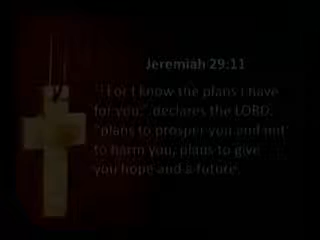 Jeremiah 29:11
"For I know the plans I have
for you," declares the LORD,
"plans to prosper you and not
to harm you, plans to give
you hope and a future.